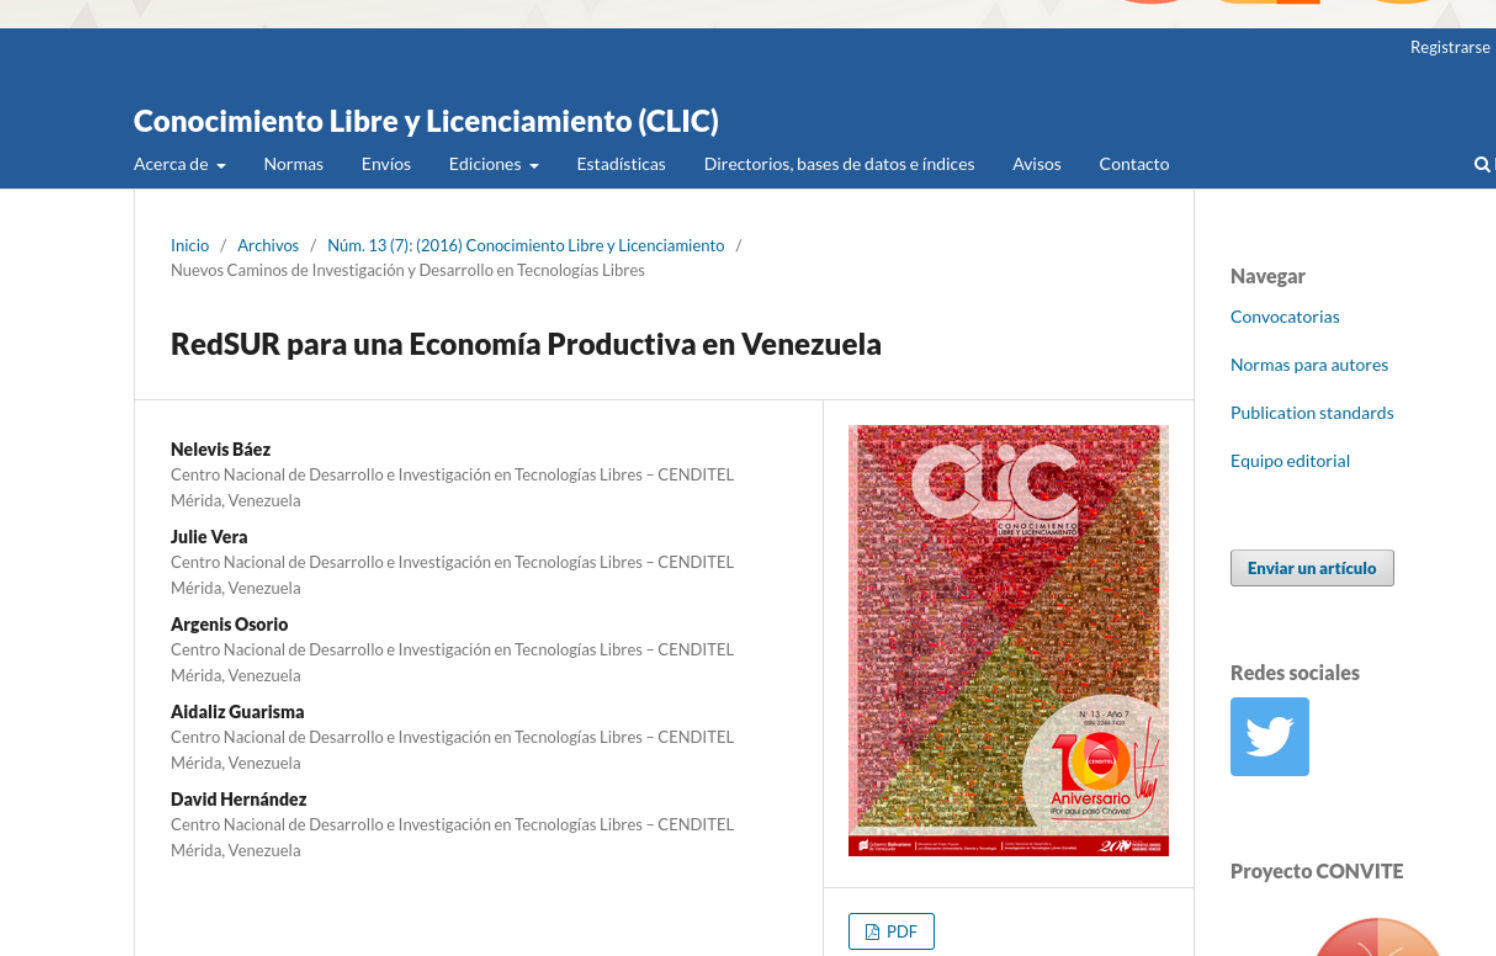 Registrarse
Conocimiento Libre y Licenciamiento (CLIC)
Acerca de
Normas
Envíos
Ediciones
Estadísticas
Directorios, bases de datos e índices
Avisos
Contacto
Inicio / Archivos / Núm. 13 (7): (2016) Conocimiento Libre y Licenciamiento /
Nuevos Caminos de Investigación y Desarrollo en Tecnologías Libres
RedSUR para una Economía Productiva en Venezuela
Nelevis Báez
Centro Nacional de Desarrollo e Investigación en Tecnologías Libres – CENDITEL
Mérida, Venezuela
Julie Vera
Centro Nacional de Desarrollo e Investigación en Tecnologías Libres – CENDITEL
Mérida, Venezuela
Argenis Osorio
Centro Nacional de Desarrollo e Investigación en Tecnologías Libres – CENDITEL
Mérida, Venezuela
Aidaliz Guarisma
Centro Nacional de Desarrollo e Investigación en Tecnologías Libres – CENDITEL
Mérida, Venezuela
David Hernández
Centro Nacional de Desarrollo e Investigación en Tecnologías Libres – CENDITEL
Mérida, Venezuela
CLiC
CONOCIMIENTO
LIBRE Y LICENCIAMIENTO
N° 13 - Año 7
10
CENDITEL
Aniversario
¡Por aquí pasó Chávez!
Gobierno Bolivariano
de Venezuela
PDF
Navegar
Convocatorias
Normas para autores
Publication standards
Equipo editorial
Enviar un artículo
Redes sociales
Proyecto CONVITE